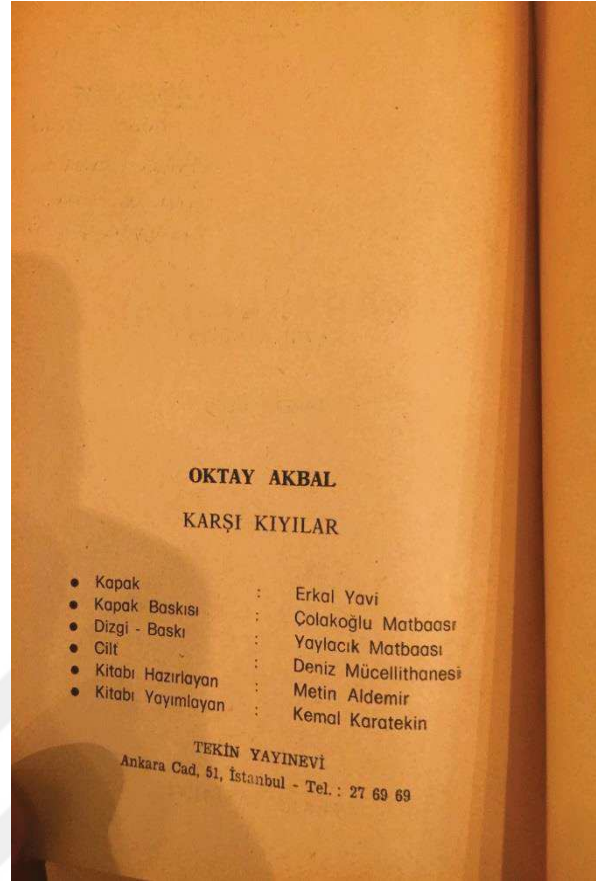 OKTAY AKBAL
KARŞI KIYILAR
• Kapak : Erkal Yavi
• Kapak Baskısı : Çolakoğlu Matbaası
• Dizgi - Baskı : Yaylacık Matbaası
• Cilt : Deniz Mücellithanesi
• Kitabı Hazırlayan : Metin Aldemir
• Kitabı Yayımlayan : Kemal Karatekin
TEKİN YAYINEVİ
Ankara Cad, 51, İstanbul - Tel. : 27 69 69